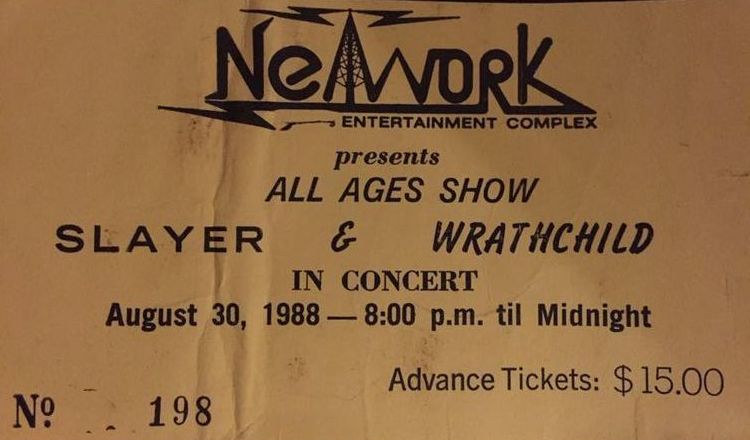 NeTWORK
ENTERTAINMENT COMPLEX
presents
ALL AGES SHOW
SLAYER & WRATHCHILD
IN CONCERT
August 30, 1988 — 8:00 p.m. til Midnight
Advance Tickets: $15.00
Nº 198